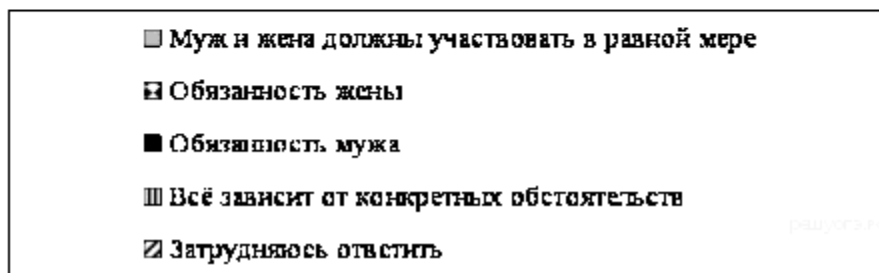 Муж и жена должны участвовать в равной мере
Обязанность жены
Обязанность мужа
Всё зависит от конкретных обстоятельств
Затрудняюсь ответить